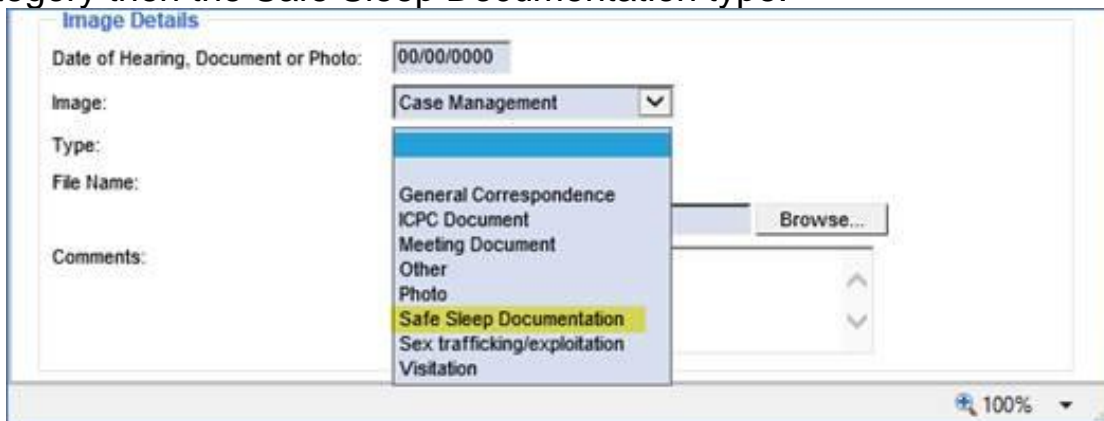 egory then the Safe Sleep Documentation type.
Image Details
Date of Hearing, Document or Photo: 00/00/0000
Image: Case Management
Type:
File Name:
General Correspondence
ICPC Document
Browse...
Meeting Document
Comments:
Other
Photo
Safe Sleep Documentation
Sex trafficking/exploitation
Visitation
100%